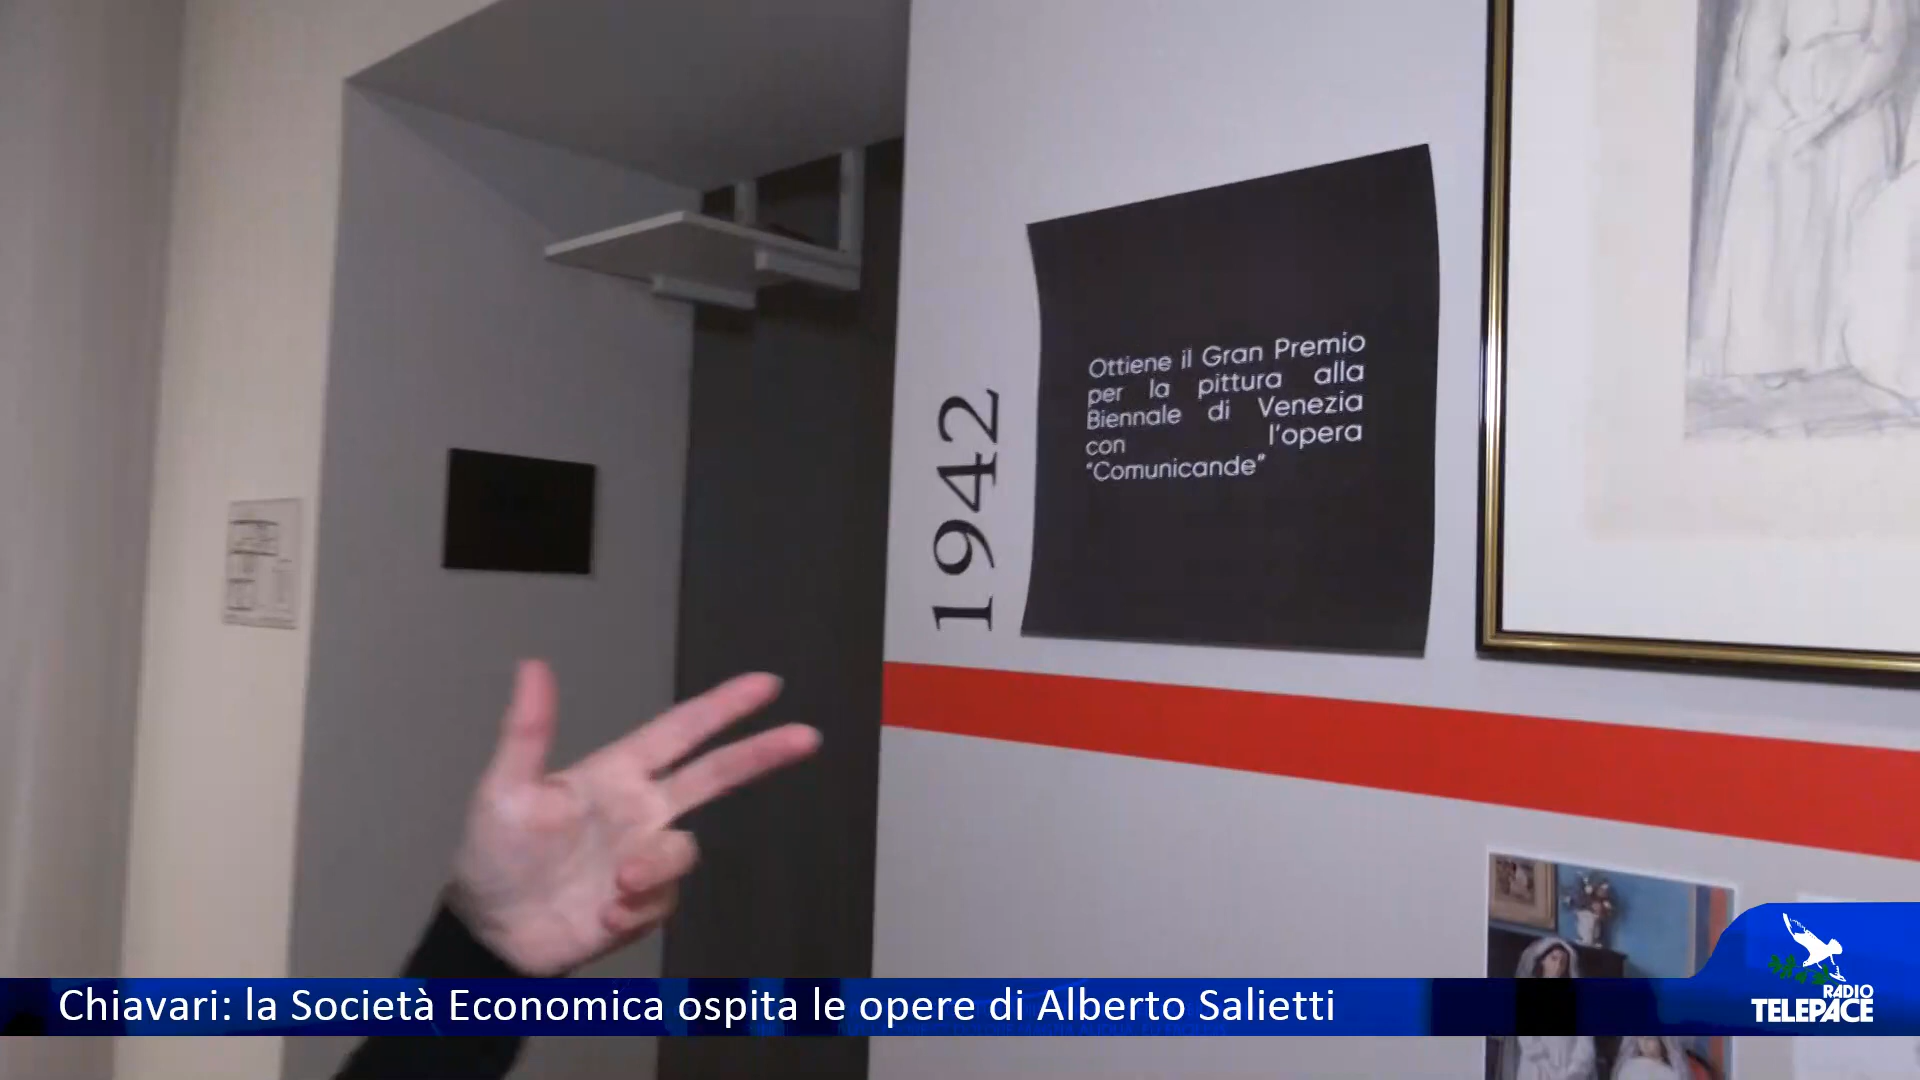 1942
Ottiene il Gran Premio
per la pittura alla
Biennale di Venezia
con l'opera
"Comunicande"
Chiavari: la Società Economica ospita le opere di Alberto Salietti
RADIO
TELEPACE